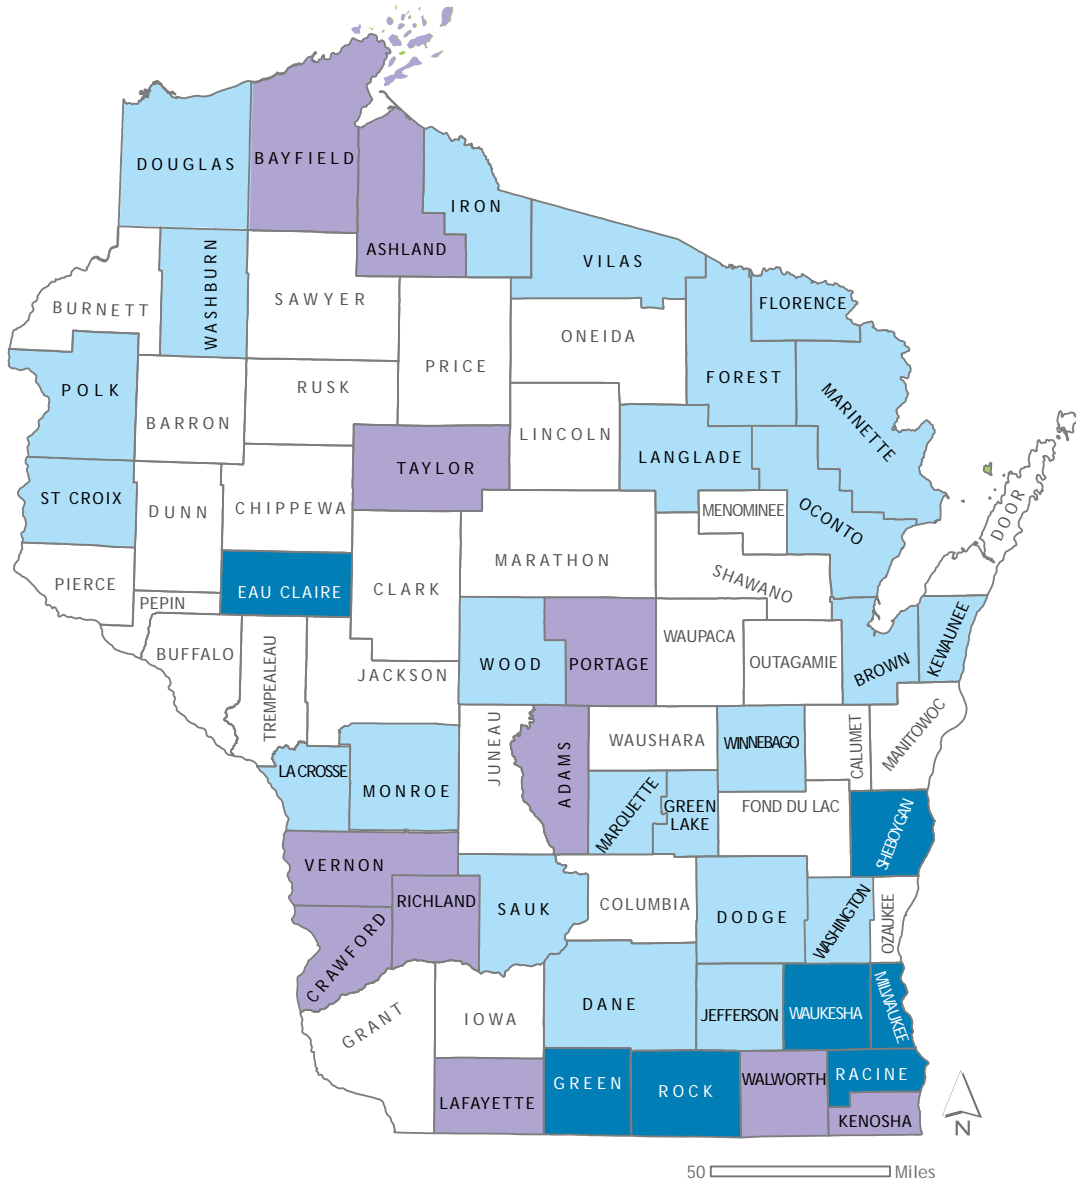 DOUGLAS
BAYFIELD
IRON
ASHLAND
VILAS
WASHBURN
SAWYER
BURNETT
FLORENCE
ONEIDA
PRICE
FOREST
RUSK
POLK
MARINETTE
BARRON
LINCOLN
LANGLADE
TAYLOR
ST CROIX
DUNN
CHIPPEWA
MENOMINEE
OCONTO
DOOR
MARATHON
PIERCE
EAU CLAIRE
CLARK
SHAWANO
PEPIN
BUFFALO
TREMPEALEAU
JACKSON
WOOD
PORTAGE
WAUPACA
OUTAGAMIE
BROWN
KEWAUNEE
JUNEAU
ADAMS
WAUSHARA
WINNEBAGO
CALUMET
MANITOWOC
LA CROSSE
MONROE
MARQUETTE
GREEN
LAKE
FOND DU LAC
SHEBOYGAN
VERNON
RICHLAND
SAUK
COLUMBIA
DODGE
WASHINGTON
OZAUKEE
CRAWFORD
GRANT
IOWA
DANE
JEFFERSON
WAUKESHA
MILWAUKEE
LAFAYETTE
GREEN
ROCK
WALWORTH
RACINE
KENOSHA
N
50 Miles